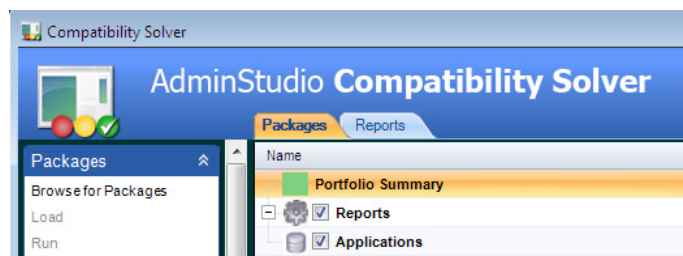 Compatibility Solver
AdminStudio Compatibility Solver
Packages Reports
Packages
Browse for Packages
Load
Run
Name
Portfolio Summary
Reports
Applications